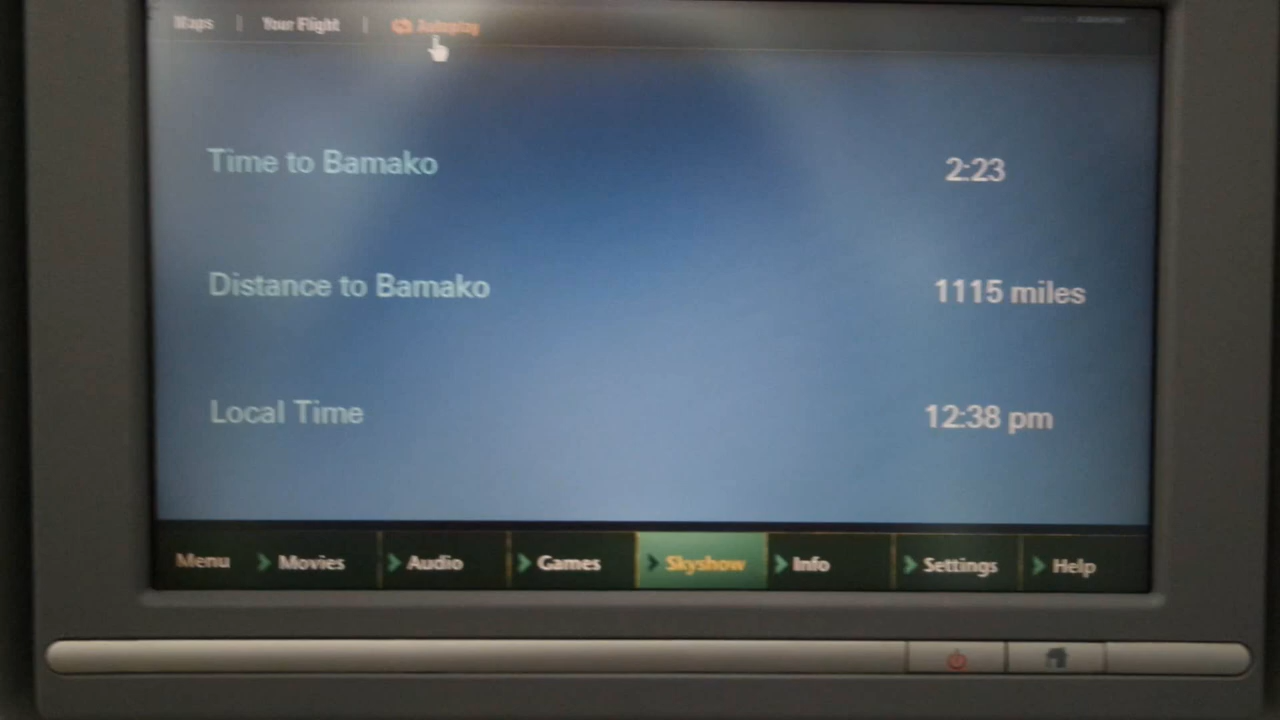 Maps | Your Flight | Autoplay
Time to Bamako 2:23
Distance to Bamako 1115 miles
Local Time 12:38 pm
Menu Movies Audio Games Skyshow Info Settings Help